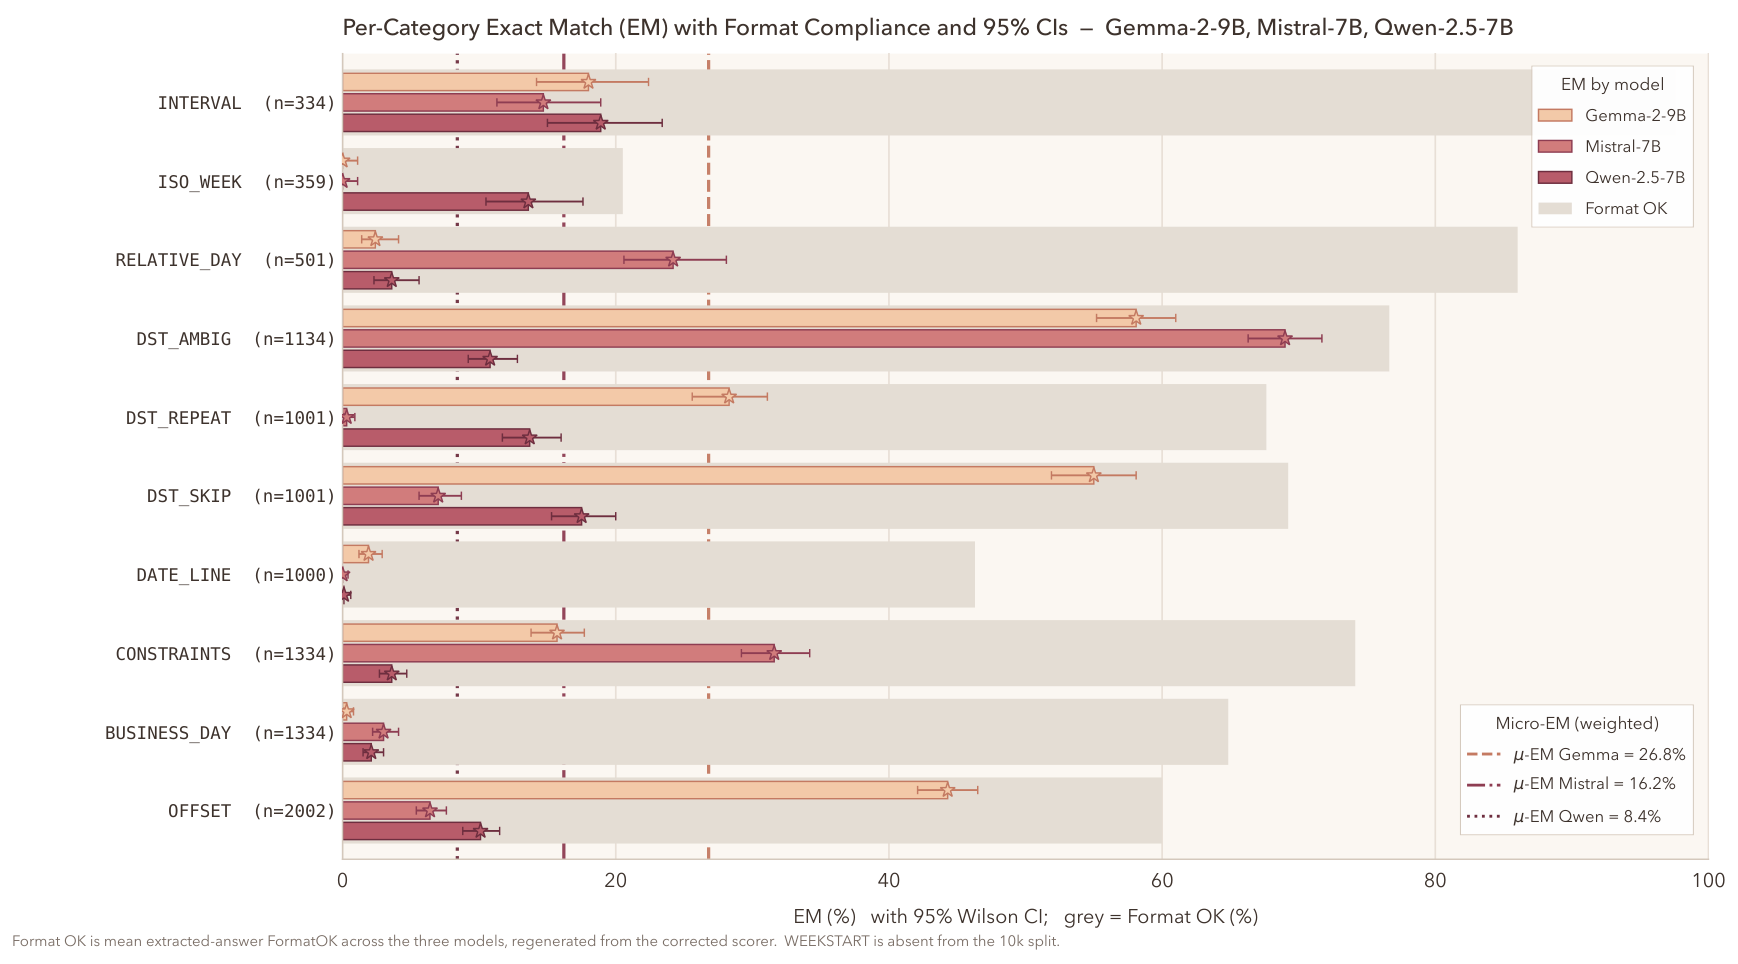 Per-Category Exact Match (EM) with Format Compliance and 95% CIs – Gemma-2-9B, Mistral-7B, Qwen-2.5-7B
EM by model
Gemma-2-9B
Mistral-7B
Qwen-2.5-7B
Format OK
INTERVAL (n=334)
ISO_WEEK (n=359)
RELATIVE_DAY (n=501)
DST_AMBIG (n=1134)
DST_REPEAT (n=1001)
DST_SKIP (n=1001)
DATE_LINE (n=1000)
CONSTRAINTS (n=1334)
BUSINESS_DAY (n=1334)
OFFSET (n=2002)
Micro-EM (weighted)
μ-EM Gemma = 26.8%
μ-EM Mistral = 16.2%
μ-EM Qwen = 8.4%
0 20 40 60 80 100
EM (%) with 95% Wilson CI; grey = Format OK (%)
Format OK is mean extracted-answer FormatOK across the three models, regenerated from the corrected scorer. WEEKSTART is absent from the 10k split.